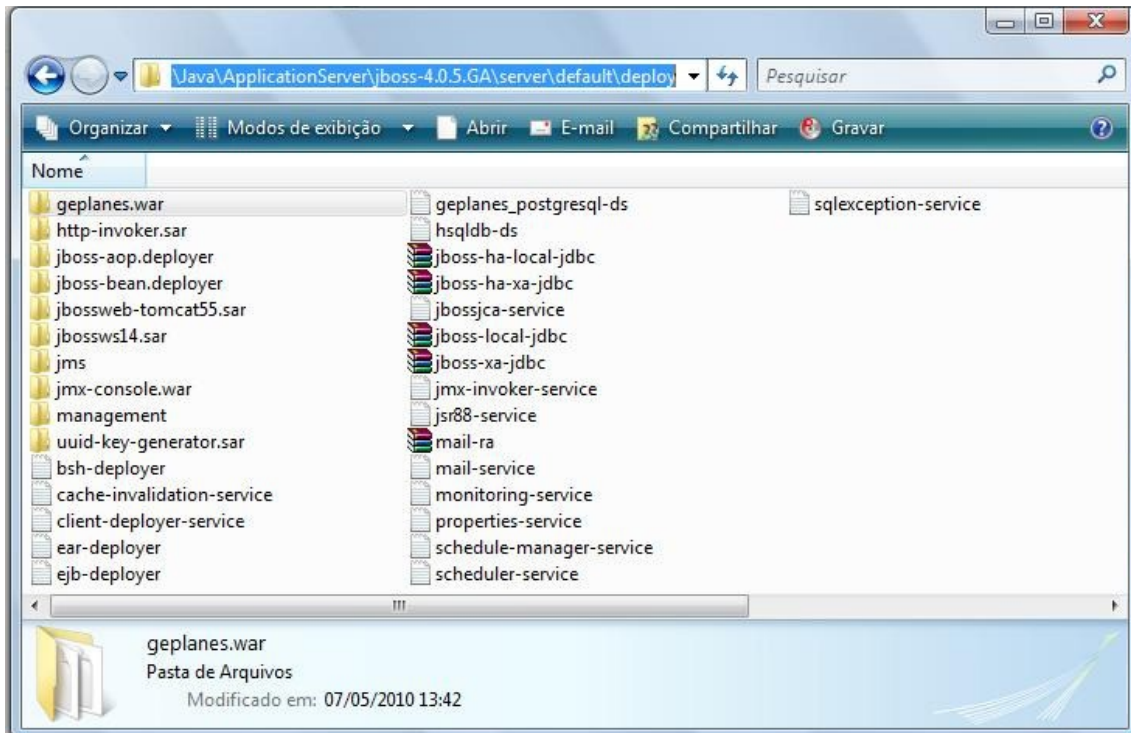 \Java\ApplicationServer\jboss-4.0.5.GA\server\default\deploy
Pesquisar
Organizar Modos de exibição Abrir E-mail Compartilhar Gravar
Nome
geplanes.war
http-invoker.sar
jboss-aop.deployer
jboss-bean.deployer
jbossweb-tomcat55.sar
jbossws14.sar
jms
jmx-console.war
management
uuid-key-generator.sar
bsh-deployer
cache-invalidation-service
client-deployer-service
ear-deployer
ejb-deployer
geplanes_postgresql-ds
hsqldb-ds
jboss-ha-local-jdbc
jboss-ha-xa-jdbc
jbossjca-service
jboss-local-jdbc
jboss-xa-jdbc
jmx-invoker-service
jsr88-service
mail-ra
mail-service
monitoring-service
properties-service
schedule-manager-service
scheduler-service
sqlexception-service
geplanes.war
Pasta de Arquivos
Modificado em: 07/05/2010 13:42